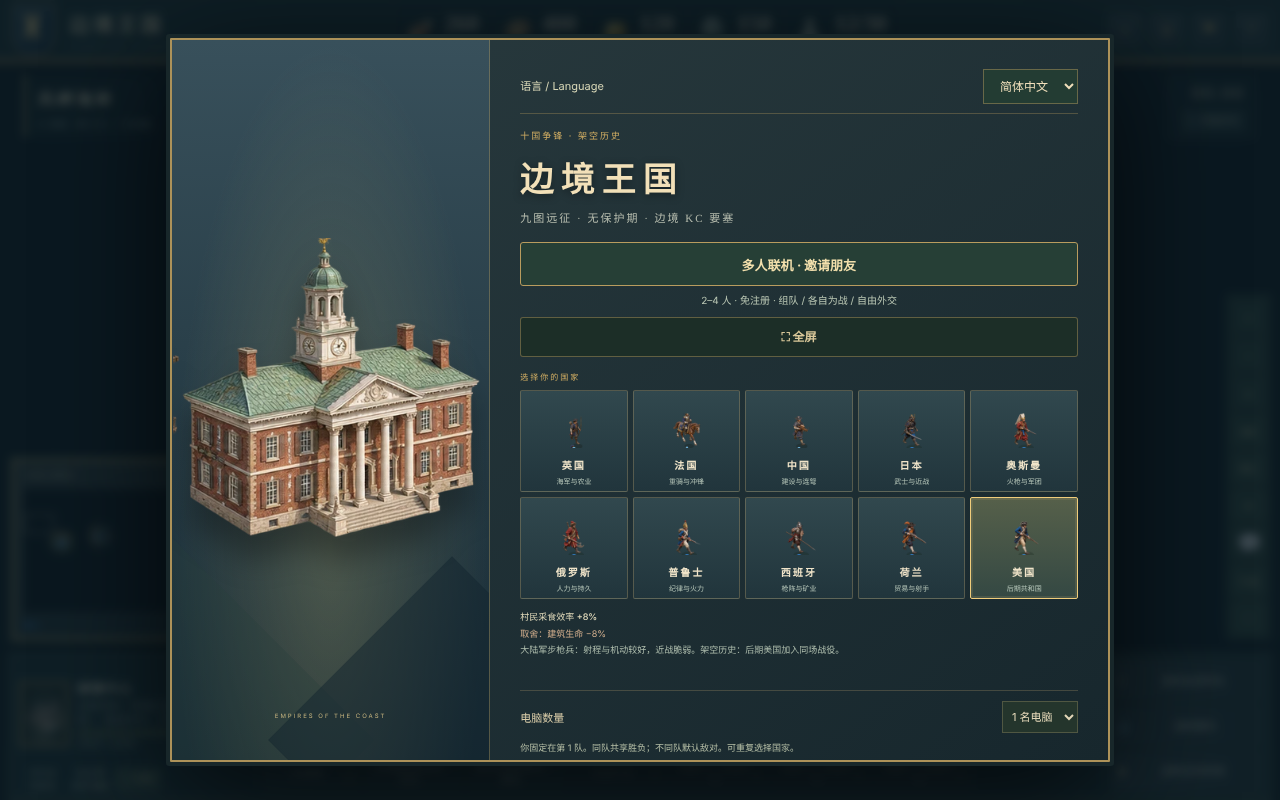 语言 / Language
简体中文
十国争锋 · 架空历史
边境王国
九图远征 · 无保护期 · 边境 KC 要塞
多人联机 · 邀请朋友
2–4 人 · 免注册 · 组队 / 各自为战 / 自由外交
全屏
选择你的国家
英国
海军与农业
法国
重骑与冲锋
中国
建设与连弩
日本
武士与近战
奥斯曼
火枪与军团
俄罗斯
人力与持久
普鲁士
纪律与火力
西班牙
枪阵与矿业
荷兰
贸易与射手
美国
后期共和国
村民采食效率 +8%
取舍：建筑生命 −8%
大陆军步枪兵：射程与机动较好，近战脆弱。架空历史：后期美国加入同场战役。
EMPIRES OF THE COAST
电脑数量
1 名电脑
你固定在第 1 队。同队共享胜负；不同队默认敌对。可重复选择国家。